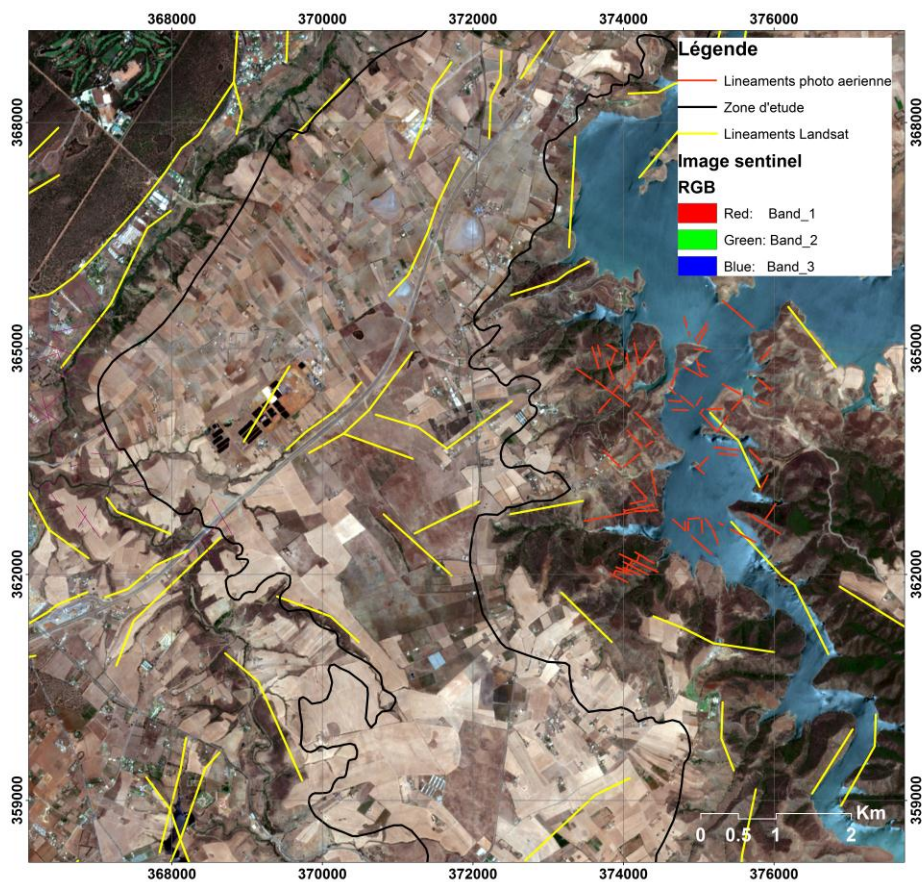 368000 370000 372000 374000 376000
Légende
Lineaments photo aerienne
Zone d'etude
Lineaments Landsat
Image sentinel
RGB
Red: Band_1
Green: Band_2
Blue: Band_3
368000 368000
365000 365000
362000 362000
359000 359000
Km
0 0.5 1 2
368000 370000 372000 374000 376000